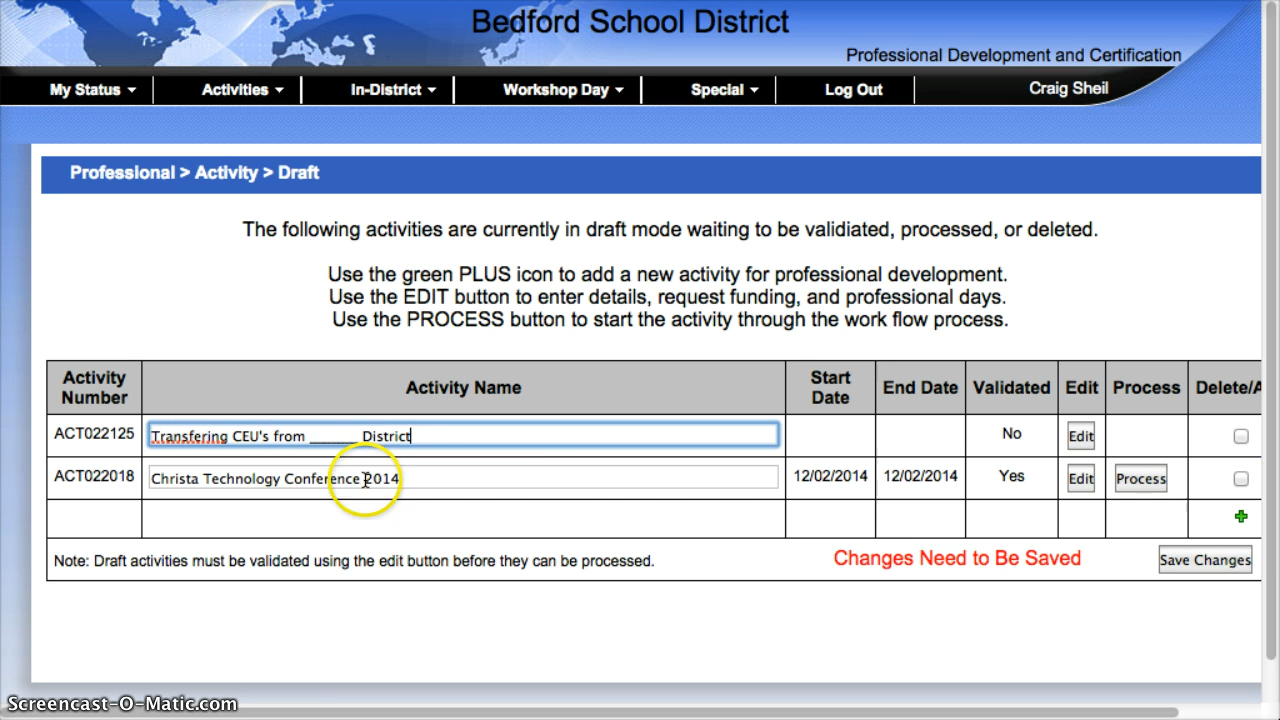 Bedford School District
Professional Development and Certification
My Status Activities In-District Workshop Day Special Log Out Craig Sheil
Professional > Activity > Draft
The following activities are currently in draft mode waiting to be validiated, processed, or deleted.
Use the green PLUS icon to add a new activity for professional development.
Use the EDIT button to enter details, request funding, and professional days.
Use the PROCESS button to start the activity through the work flow process.
Activity Number Activity Name Start Date End Date Validated Edit Process Delete/A
ACT022125 Transfering CEU's from _______ District No Edit
ACT022018 Christa Technology Conference 2014 12/02/2014 12/02/2014 Yes Edit Process
Note: Draft activities must be validated using the edit button before they can be processed. Changes Need to Be Saved Save Changes
Screencast-O-Matic.com